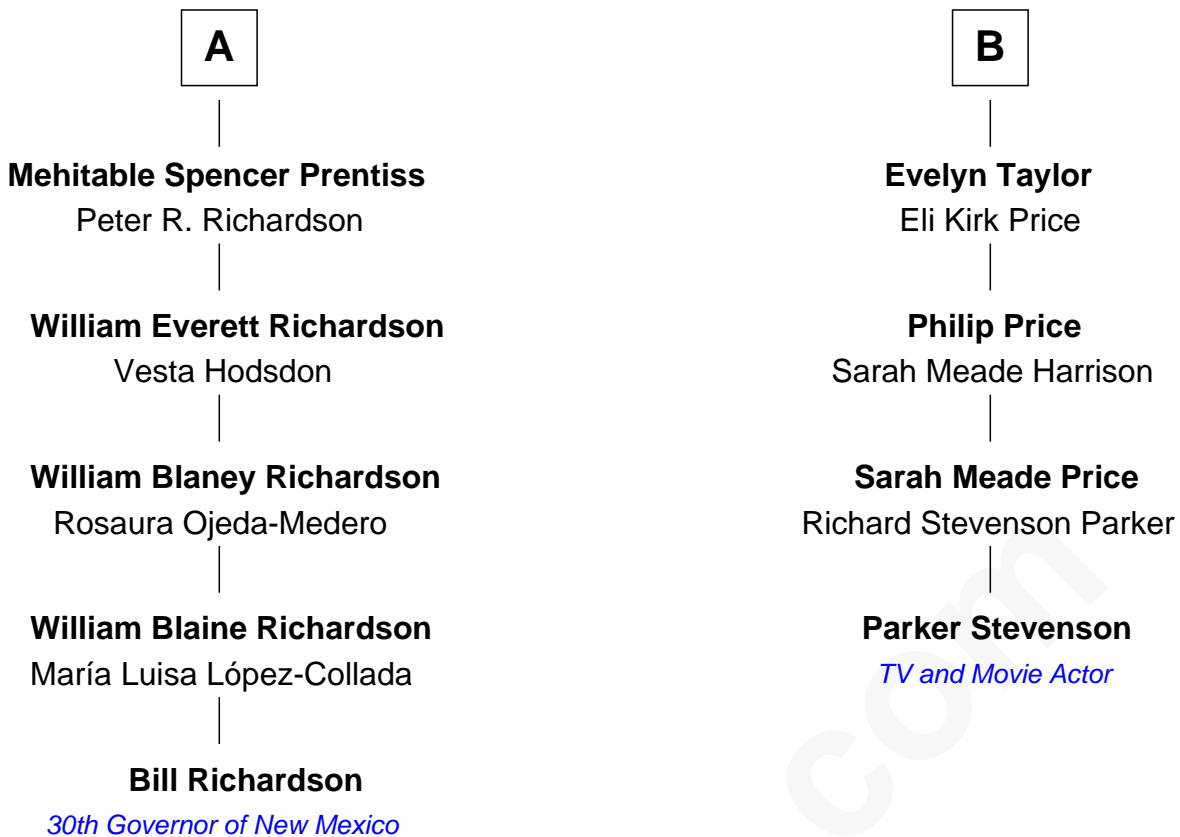 A
Mehitable Spencer Prentiss
Peter R. Richardson
William Everett Richardson
Vesta Hodsdon
William Blaney Richardson
Rosaura Ojeda-Medero
William Blaine Richardson
María Luisa López-Collada
Bill Richardson
30th Governor of New Mexico
B
Evelyn Taylor
Eli Kirk Price
Philip Price
Sarah Meade Harrison
Sarah Meade Price
Richard Stevenson Parker
Parker Stevenson
TV and Movie Actor
com